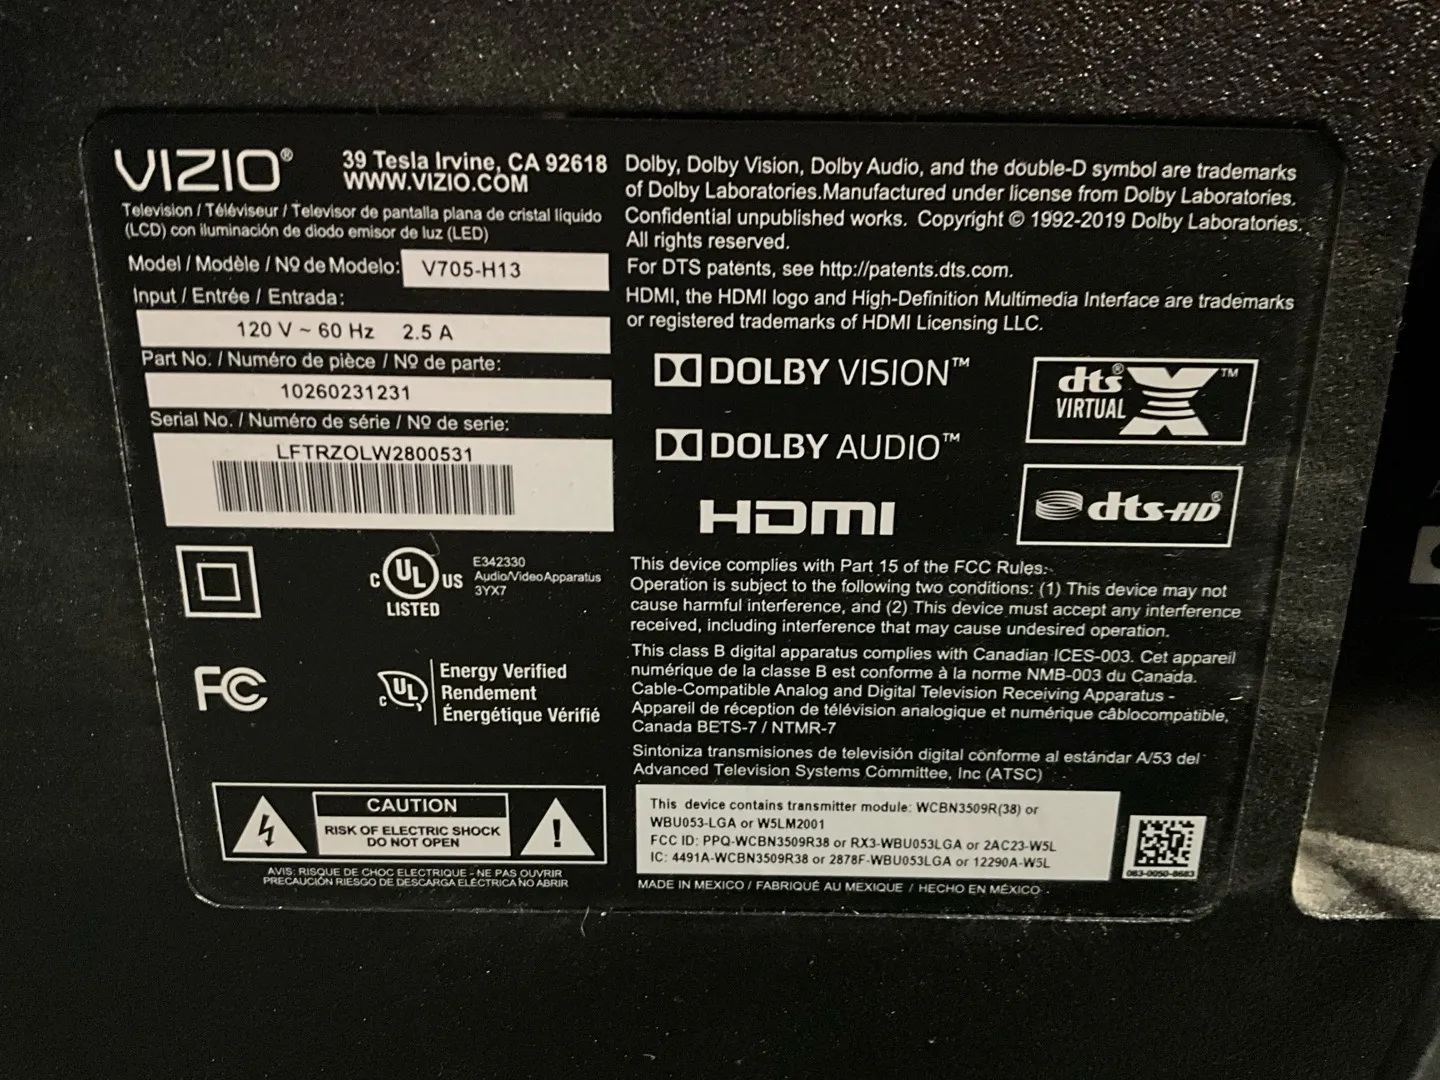 VIZIO®
39 Tesla Irvine, CA 92618
WWW.VIZIO.COM
Television / Téléviseur / Televisor de pantalla plana de cristal líquido
(LCD) con iluminación de diodo emisor de luz (LED)
Model / Modèle / Nº de Modelo: V705-H13
Input / Entrée / Entrada:
120 V ~ 60 Hz 2.5 A
Part No. / Numéro de pièce / Nº de parte:
10260231231
Serial No. / Numéro de série / Nº de serie:
LFTRZOLW2800531
C UL US
LISTED
E342330
Audio/Video Apparatus
3YX7
FC
C UL
Energy Verified
Rendement
Énergétique Vérifié
CAUTION
RISK OF ELECTRIC SHOCK
DO NOT OPEN
AVIS: RISQUE DE CHOC ELECTRIQUE - NE PAS OUVRIR
PRECAUCIÓN RIESGO DE DESCARGA ELÉCTRICA NO ABRIR
Dolby, Dolby Vision, Dolby Audio, and the double-D symbol are trademarks
of Dolby Laboratories.Manufactured under license from Dolby Laboratories.
Confidential unpublished works. Copyright © 1992-2019 Dolby Laboratories.
All rights reserved.
For DTS patents, see http://patents.dts.com.
HDMI, the HDMI logo and High-Definition Multimedia Interface are trademarks
or registered trademarks of HDMI Licensing LLC.
DOLBY VISION™
dts® VIRTUAL X™
DOLBY AUDIO™
HDMI
dts-HD®
This device complies with Part 15 of the FCC Rules.
Operation is subject to the following two conditions: (1) This device may not
cause harmful interference, and (2) This device must accept any interference
received, including interference that may cause undesired operation.
This class B digital apparatus complies with Canadian ICES-003. Cet appareil
numérique de la classe B est conforme à la norme NMB-003 du Canada.
Cable-Compatible Analog and Digital Television Receiving Apparatus -
Appareil de réception de télévision analogique et numérique câblocompatible,
Canada BETS-7 / NTMR-7
Sintoniza transmisiones de televisión digital conforme al estándar A/53 del
Advanced Television Systems Committee, Inc (ATSC)
This device contains transmitter module: WCBN3509R(38) or
WBU053-LGA or W5LM2001
FCC ID: PPQ-WCBN3509R38 or RX3-WBU053LGA or 2AC23-W5L
IC: 4491A-WCBN3509R38 or 2878F-WBU053LGA or 12290A-W5L
083-0050-8683
MADE IN MEXICO / FABRIQUÉ AU MEXIQUE / HECHO EN MÉXICO